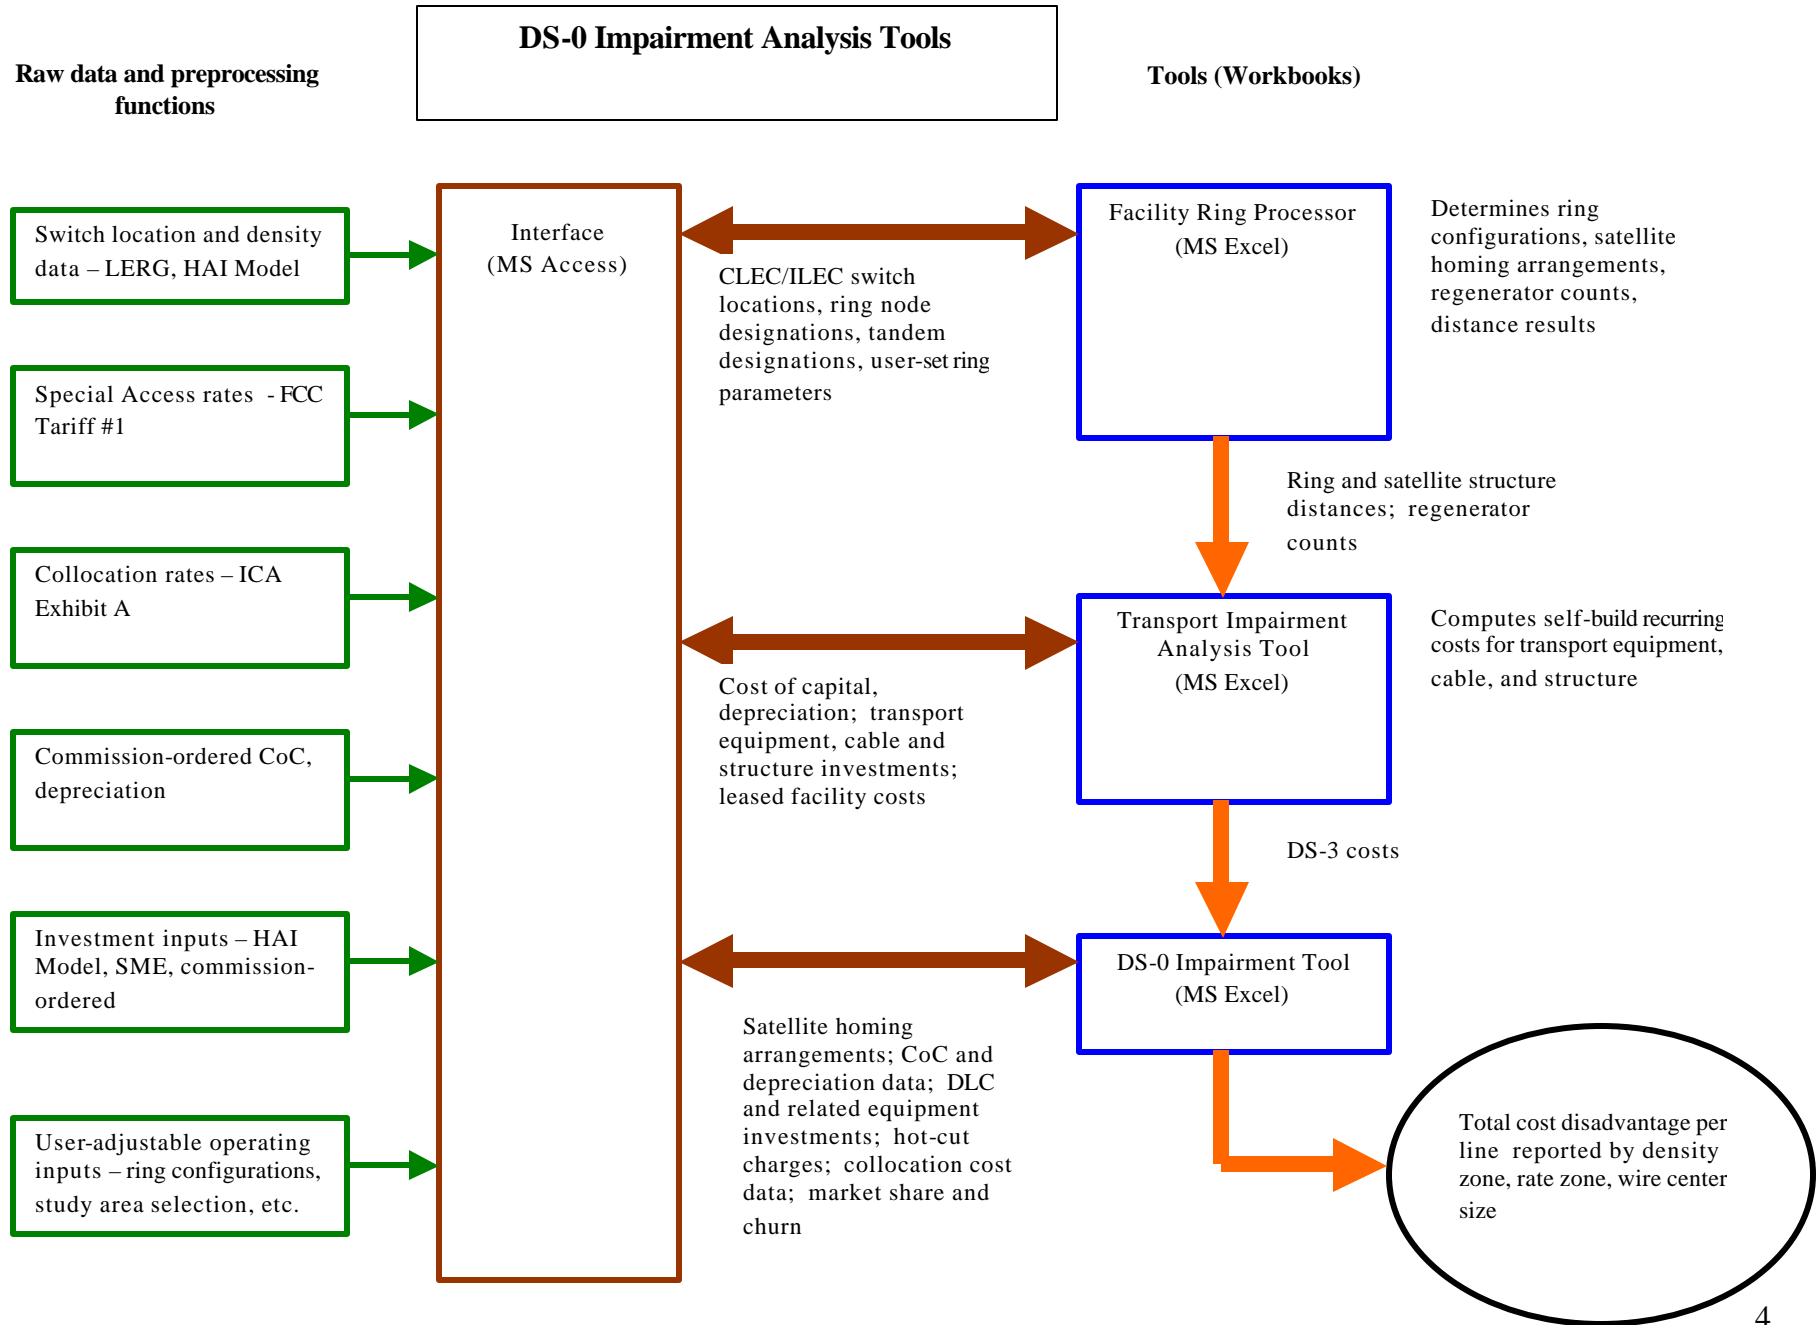 DS-0 Impairment Analysis Tools
Raw data and preprocessing
functions
Tools (Workbooks)
Switch location and density
data – LERG, HAI Model
Special Access rates - FCC
Tariff #1
Collocation rates – ICA
Exhibit A
Commission-ordered CoC,
depreciation
Investment inputs – HAI
Model, SME, commission-
ordered
User-adjustable operating
inputs – ring configurations,
study area selection, etc.
Interface
(MS Access)
CLEC/ILEC switch
locations, ring node
designations, tandem
designations, user-set ring
parameters
Cost of capital,
depreciation; transport
equipment, cable and
structure investments;
leased facility costs
Satellite homing
arrangements; CoC and
depreciation data; DLC
and related equipment
investments; hot-cut
charges; collocation cost
data; market share and
churn
Facility Ring Processor
(MS Excel)
Determines ring
configurations, satellite
homing arrangements,
regenerator counts,
distance results
Ring and satellite structure
distances; regenerator
counts
Transport Impairment
Analysis Tool
(MS Excel)
Computes self-build recurring
costs for transport equipment,
cable, and structure
DS-3 costs
DS-0 Impairment Tool
(MS Excel)
Total cost disadvantage per
line reported by density
zone, rate zone, wire center
size
4